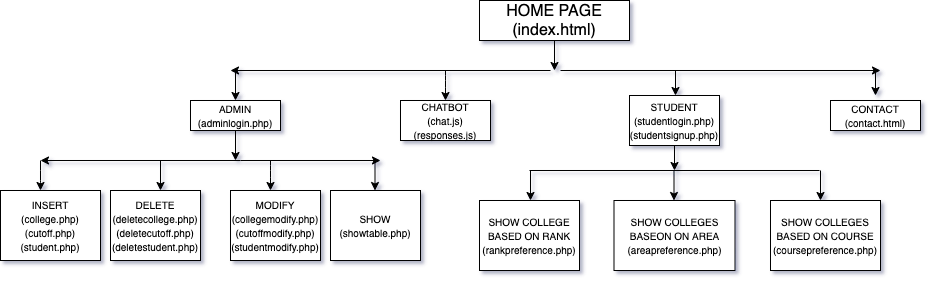 HOME PAGE
(index.html)
ADMIN
(adminlogin.php)
CHATBOT
(chat.js)
(responses.js)
STUDENT
(studentlogin.php)
(studentsignup.php)
CONTACT
(contact.html)
INSERT
(college.php)
(cutoff.php)
(student.php)
DELETE
(deletecollege.php)
(deletecutoff.php)
(deletestudent.php)
MODIFY
(collegemodify.php)
(cutoffmodify.php)
(studentmodify.php)
SHOW
(showtable.php)
SHOW COLLEGE
BASED ON RANK
(rankpreference.php)
SHOW COLLEGES
BASEON ON AREA
(areapreference.php)
SHOW COLLEGES
BASED ON COURSE
(coursepreference.php)